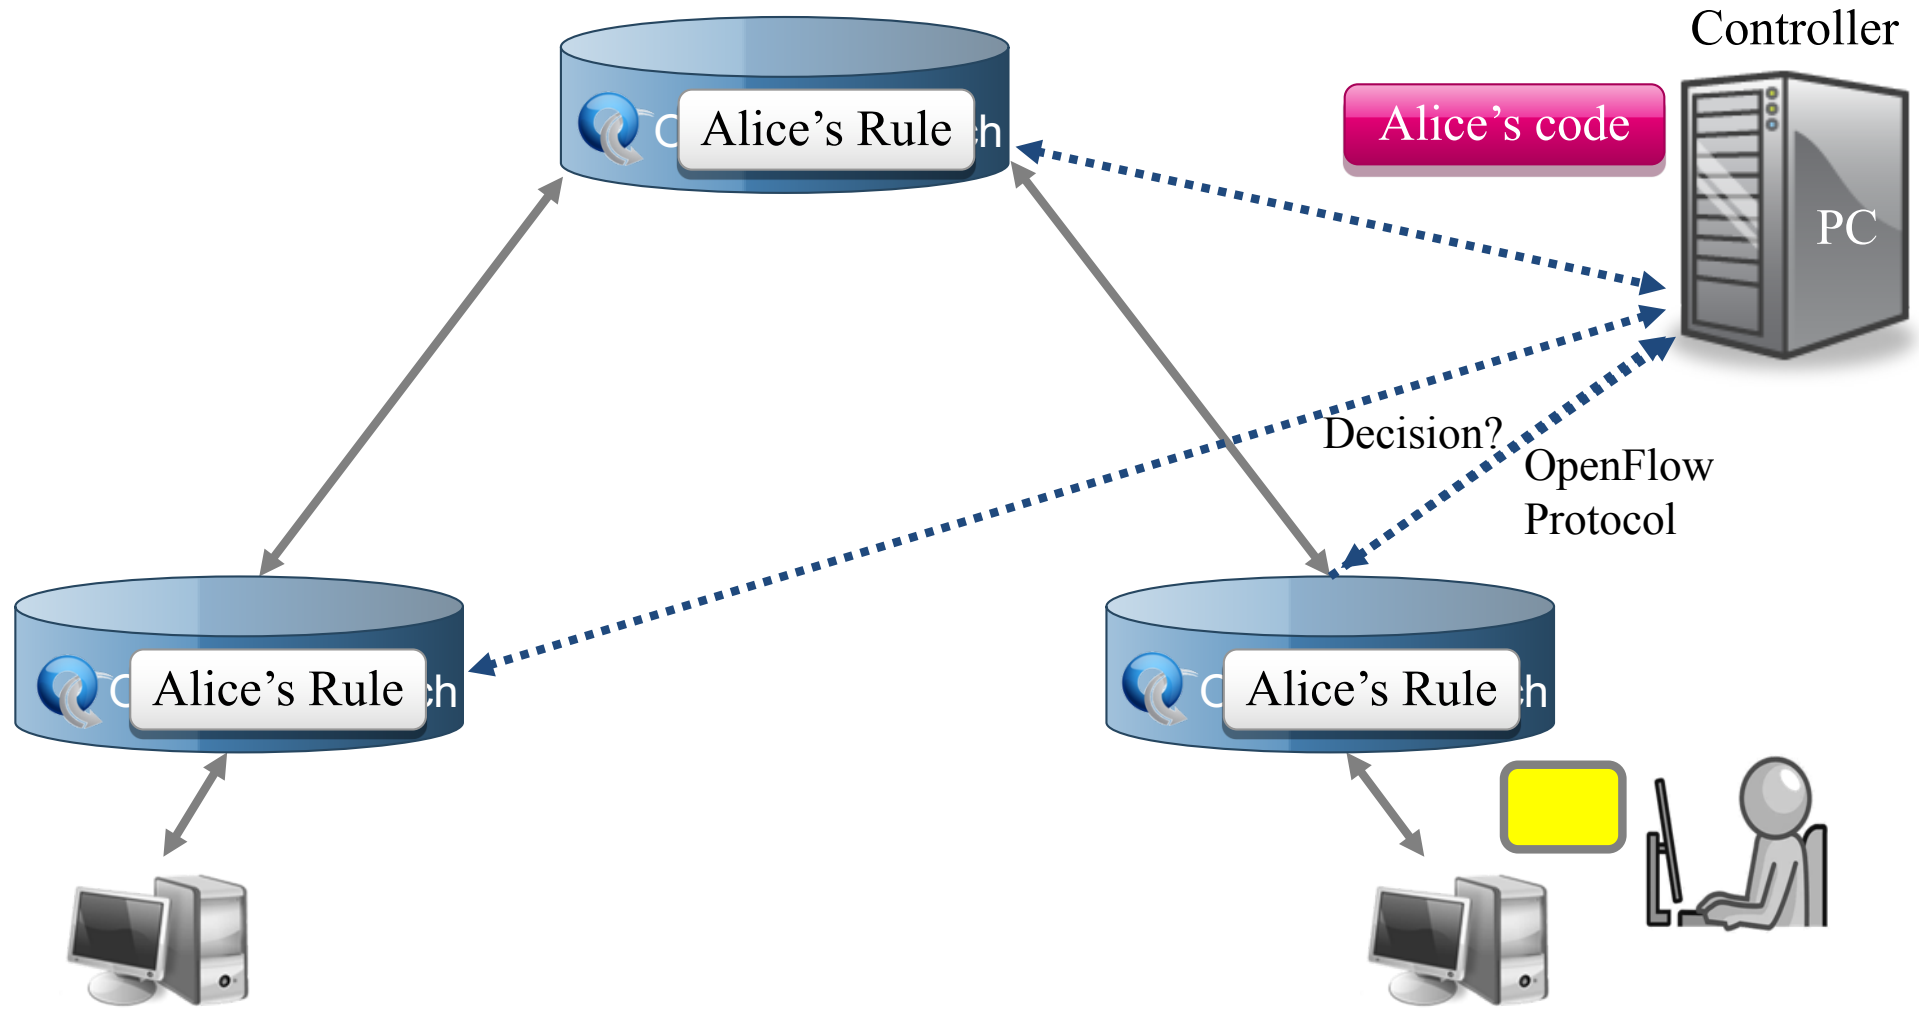 Controller
Alice's code
Alice's Rule
PC
Decision?
OpenFlow
Protocol
Alice's Rule
Alice's Rule